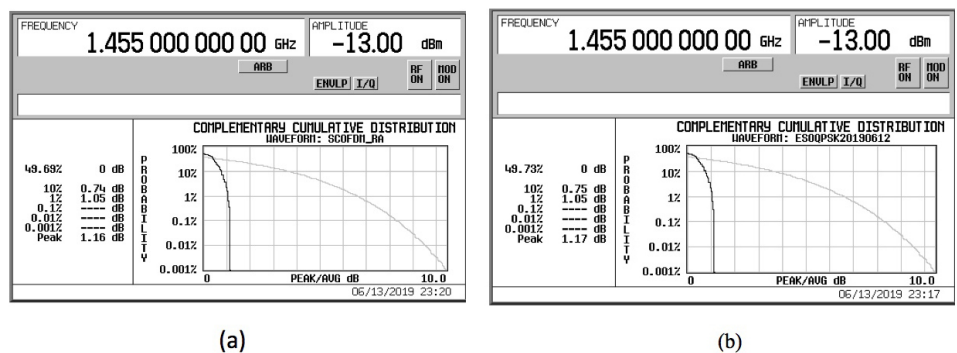 FREQUENCY
1.455 000 000 00 GHz
AMPLITUDE
-13.00 dBm
ARB
ENVLP I/Q
RF ON
MOD ON
COMPLEMENTARY CUMULATIVE DISTRIBUTION
WAVEFORM: SCOFDM_RA
49.69% 0 dB
10% 0.74 dB
1% 1.05 dB
0.1% ---- dB
0.01% ---- dB
0.001% ---- dB
Peak 1.16 dB
PROBABILITY
100%
10%
1%
0.1%
0.01%
0.001%
0 PEAK/AVG dB 10.0
06/13/2019 23:20
(a)
FREQUENCY
1.455 000 000 00 GHz
AMPLITUDE
-13.00 dBm
ARB
ENVLP I/Q
RF ON
MOD ON
COMPLEMENTARY CUMULATIVE DISTRIBUTION
WAVEFORM: ESOQPSK20190612
49.73% 0 dB
10% 0.75 dB
1% 1.05 dB
0.1% ---- dB
0.01% ---- dB
0.001% ---- dB
Peak 1.17 dB
PROBABILITY
100%
10%
1%
0.1%
0.01%
0.001%
0 PEAK/AVG dB 10.0
06/13/2019 23:17
(b)